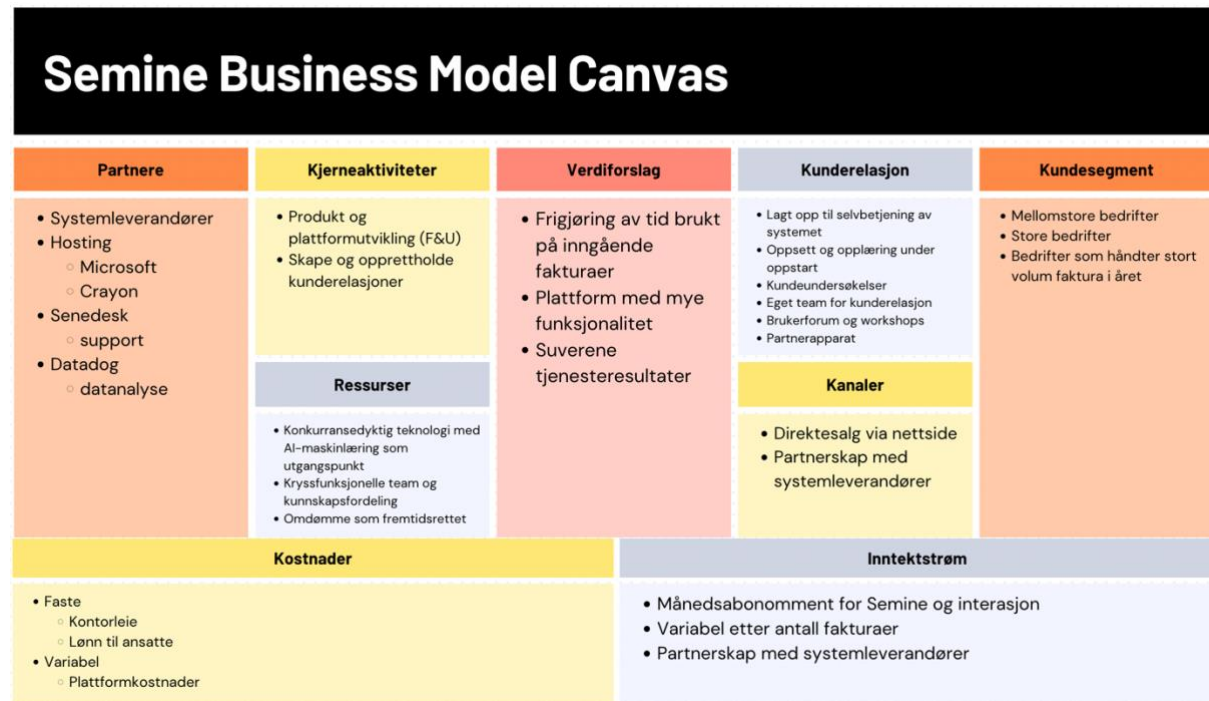 Semine Business Model Canvas
Partnere
• Systemleverandører
• Hosting
◦ Microsoft
◦ Crayon
• Senedesk
◦ support
• Datadog
◦ datanalyse
Kjerneaktiviteter
• Produkt og
plattformutvikling (F&U)
• Skape og opprettholde
kunderelasjoner
Ressurser
• Konkurransedyktig teknologi med
AI-maskinlæring som
utgangspunkt
• Kryssfunksjonelle team og
kunnskapsfordeling
• Omdømme som fremtidsrettet
Verdiforslag
• Frigjøring av tid brukt
på inngående
fakturaer
• Plattform med mye
funksjonalitet
• Suverene
tjenesteresultater
Kunderelasjon
• Lagt opp til selvbetjening av
systemet
• Oppsett og opplæring under
oppstart
• Kundeundersøkelser
• Eget team for kunderelasjon
• Brukerforum og workshops
• Partnerapparat
Kanaler
• Direktesalg via nettside
• Partnerskap med
systemleverandører
Kundesegment
• Mellomstore bedrifter
• Store bedrifter
• Bedrifter som håndter stort
volum faktura i året
Kostnader
• Faste
◦ Kontorleie
◦ Lønn til ansatte
• Variabel
◦ Plattformkostnader
Inntektstrøm
• Månedsabonomment for Semine og interasjon
• Variabel etter antall fakturaer
• Partnerskap med systemleverandører